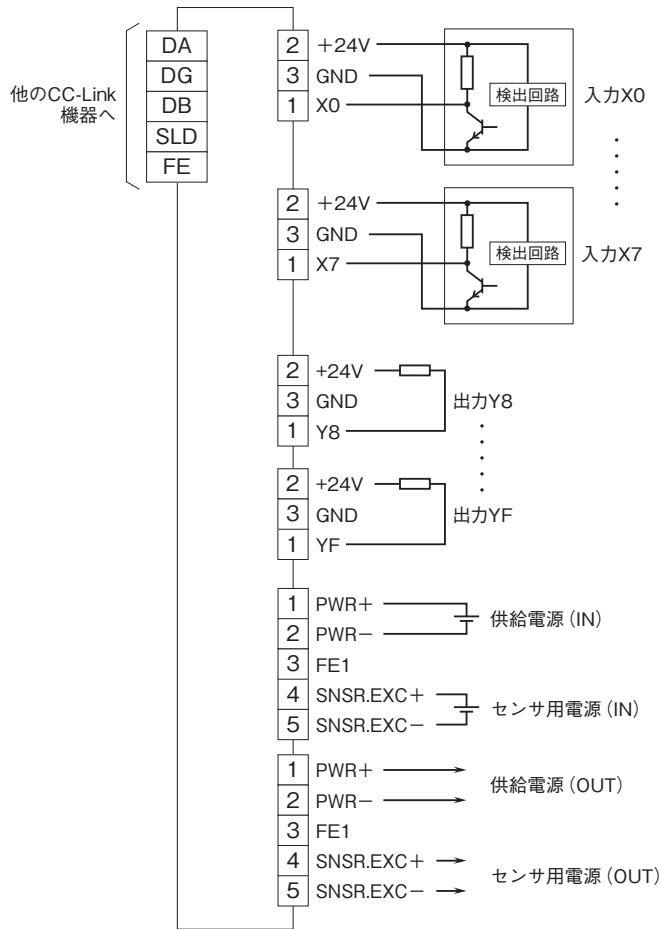 他のCC-Link
機器へ
DA
DG
DB
SLD
FE
2 +24V
3 GND
1 X0
検出回路
入力X0
2 +24V
3 GND
1 X7
検出回路
入力X7
2 +24V
3 GND
1 Y8
出力Y8
2 +24V
3 GND
1 YF
出力YF
1 PWR+
2 PWR−
供給電源(IN)
3 FE1
4 SNSR.EXC+
5 SNSR.EXC−
センサ用電源(IN)
1 PWR+
2 PWR−
供給電源(OUT)
3 FE1
4 SNSR.EXC+
5 SNSR.EXC−
センサ用電源(OUT)